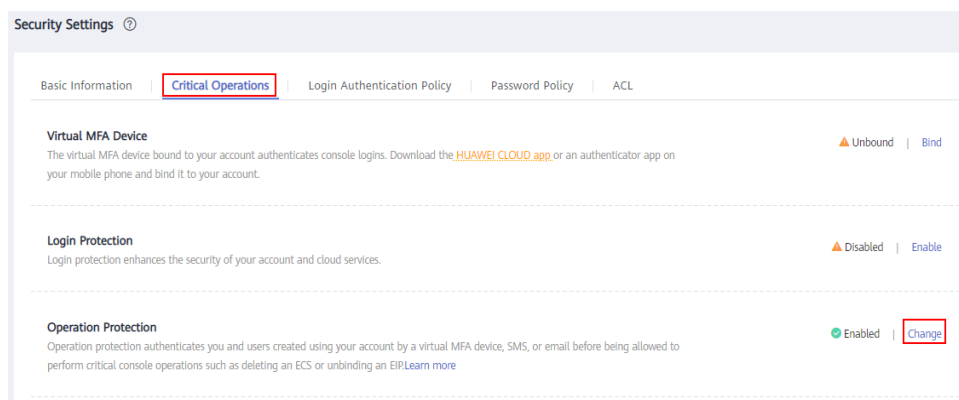 Security Settings ?
Basic Information | Critical Operations | Login Authentication Policy | Password Policy | ACL
Virtual MFA Device
The virtual MFA device bound to your account authenticates console logins. Download the HUAWEI CLOUD app or an authenticator app on
your mobile phone and bind it to your account.
Unbound | Bind
Login Protection
Login protection enhances the security of your account and cloud services.
Disabled | Enable
Operation Protection
Operation protection authenticates you and users created using your account by a virtual MFA device, SMS, or email before being allowed to
perform critical console operations such as deleting an ECS or unbinding an EIP.Learn more
Enabled | Change